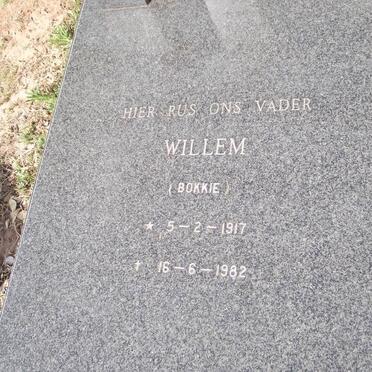 HIER RUS ONS VADER
WILLEM
(BOKKIE)
* 5-2-1917
† 16-6-1982